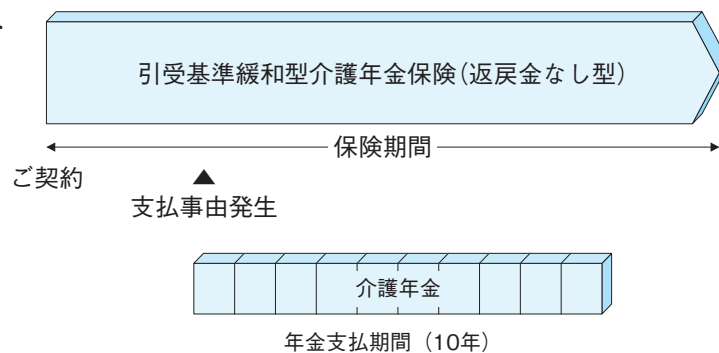 引受基準緩和型介護年金保険(返戻金なし型)
保険期間
ご契約
▲
支払事由発生
介護年金
年金支払期間（10年）